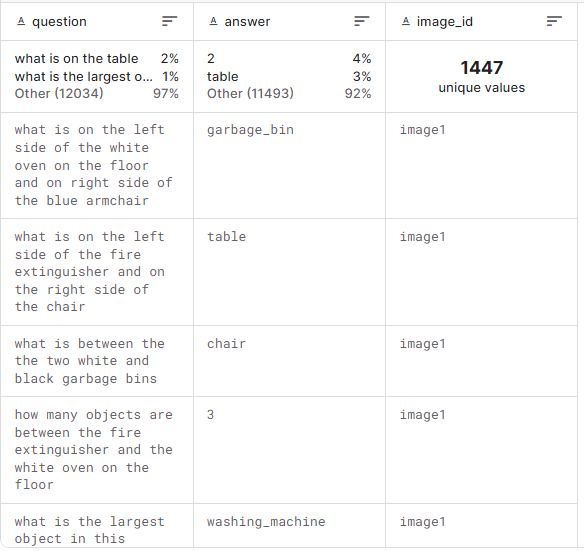 question answer image_id
what is on the table 2% 2 4% 1447
what is the largest o... 1% table 3% unique values
Other (12034) 97% Other (11493) 92%
what is on the left garbage_bin image1
side of the white
oven on the floor
and on right side of
the blue armchair
what is on the left table image1
side of the fire
extinguisher and on
the right side of
the chair
what is between the chair image1
the two white and
black garbage bins
how many objects are 3 image1
between the fire
extinguisher and the
white oven on the
floor
what is the largest washing_machine image1
object in this